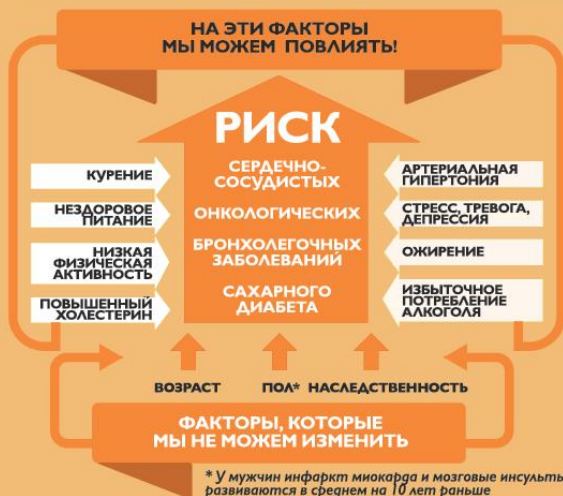 НА ЭТИ ФАКТОРЫ
МЫ МОЖЕМ ПОВЛИЯТЬ!
РИСК
СЕРДЕЧНО-
СОСУДИСТЫХ
ОНКОЛОГИЧЕСКИХ
БРОНХОЛЕГОЧНЫХ
ЗАБОЛЕВАНИЙ
САХАРНОГО
ДИАБЕТА
КУРЕНИЕ
НЕЗДОРОВОЕ
ПИТАНИЕ
НИЗКАЯ
ФИЗИЧЕСКАЯ
АКТИВНОСТЬ
ПОВЫШЕННЫЙ
ХОЛЕСТЕРИН
АРТЕРИАЛЬНАЯ
ГИПЕРТОНИЯ
СТРЕСС, ТРЕВОГА,
ДЕПРЕССИЯ
ОЖИРЕНИЕ
ИЗБЫТОЧНОЕ
ПОТРЕБЛЕНИЕ
АЛКОГОЛЯ
ВОЗРАСТ ПОЛ* НАСЛЕДСТВЕННОСТЬ
ФАКТОРЫ, КОТОРЫЕ
МЫ НЕ МОЖЕМ ИЗМЕНИТЬ
* У мужчин инфаркт миокарда и мозговые инсульты
развиваются в среднем на 10 лет раньше